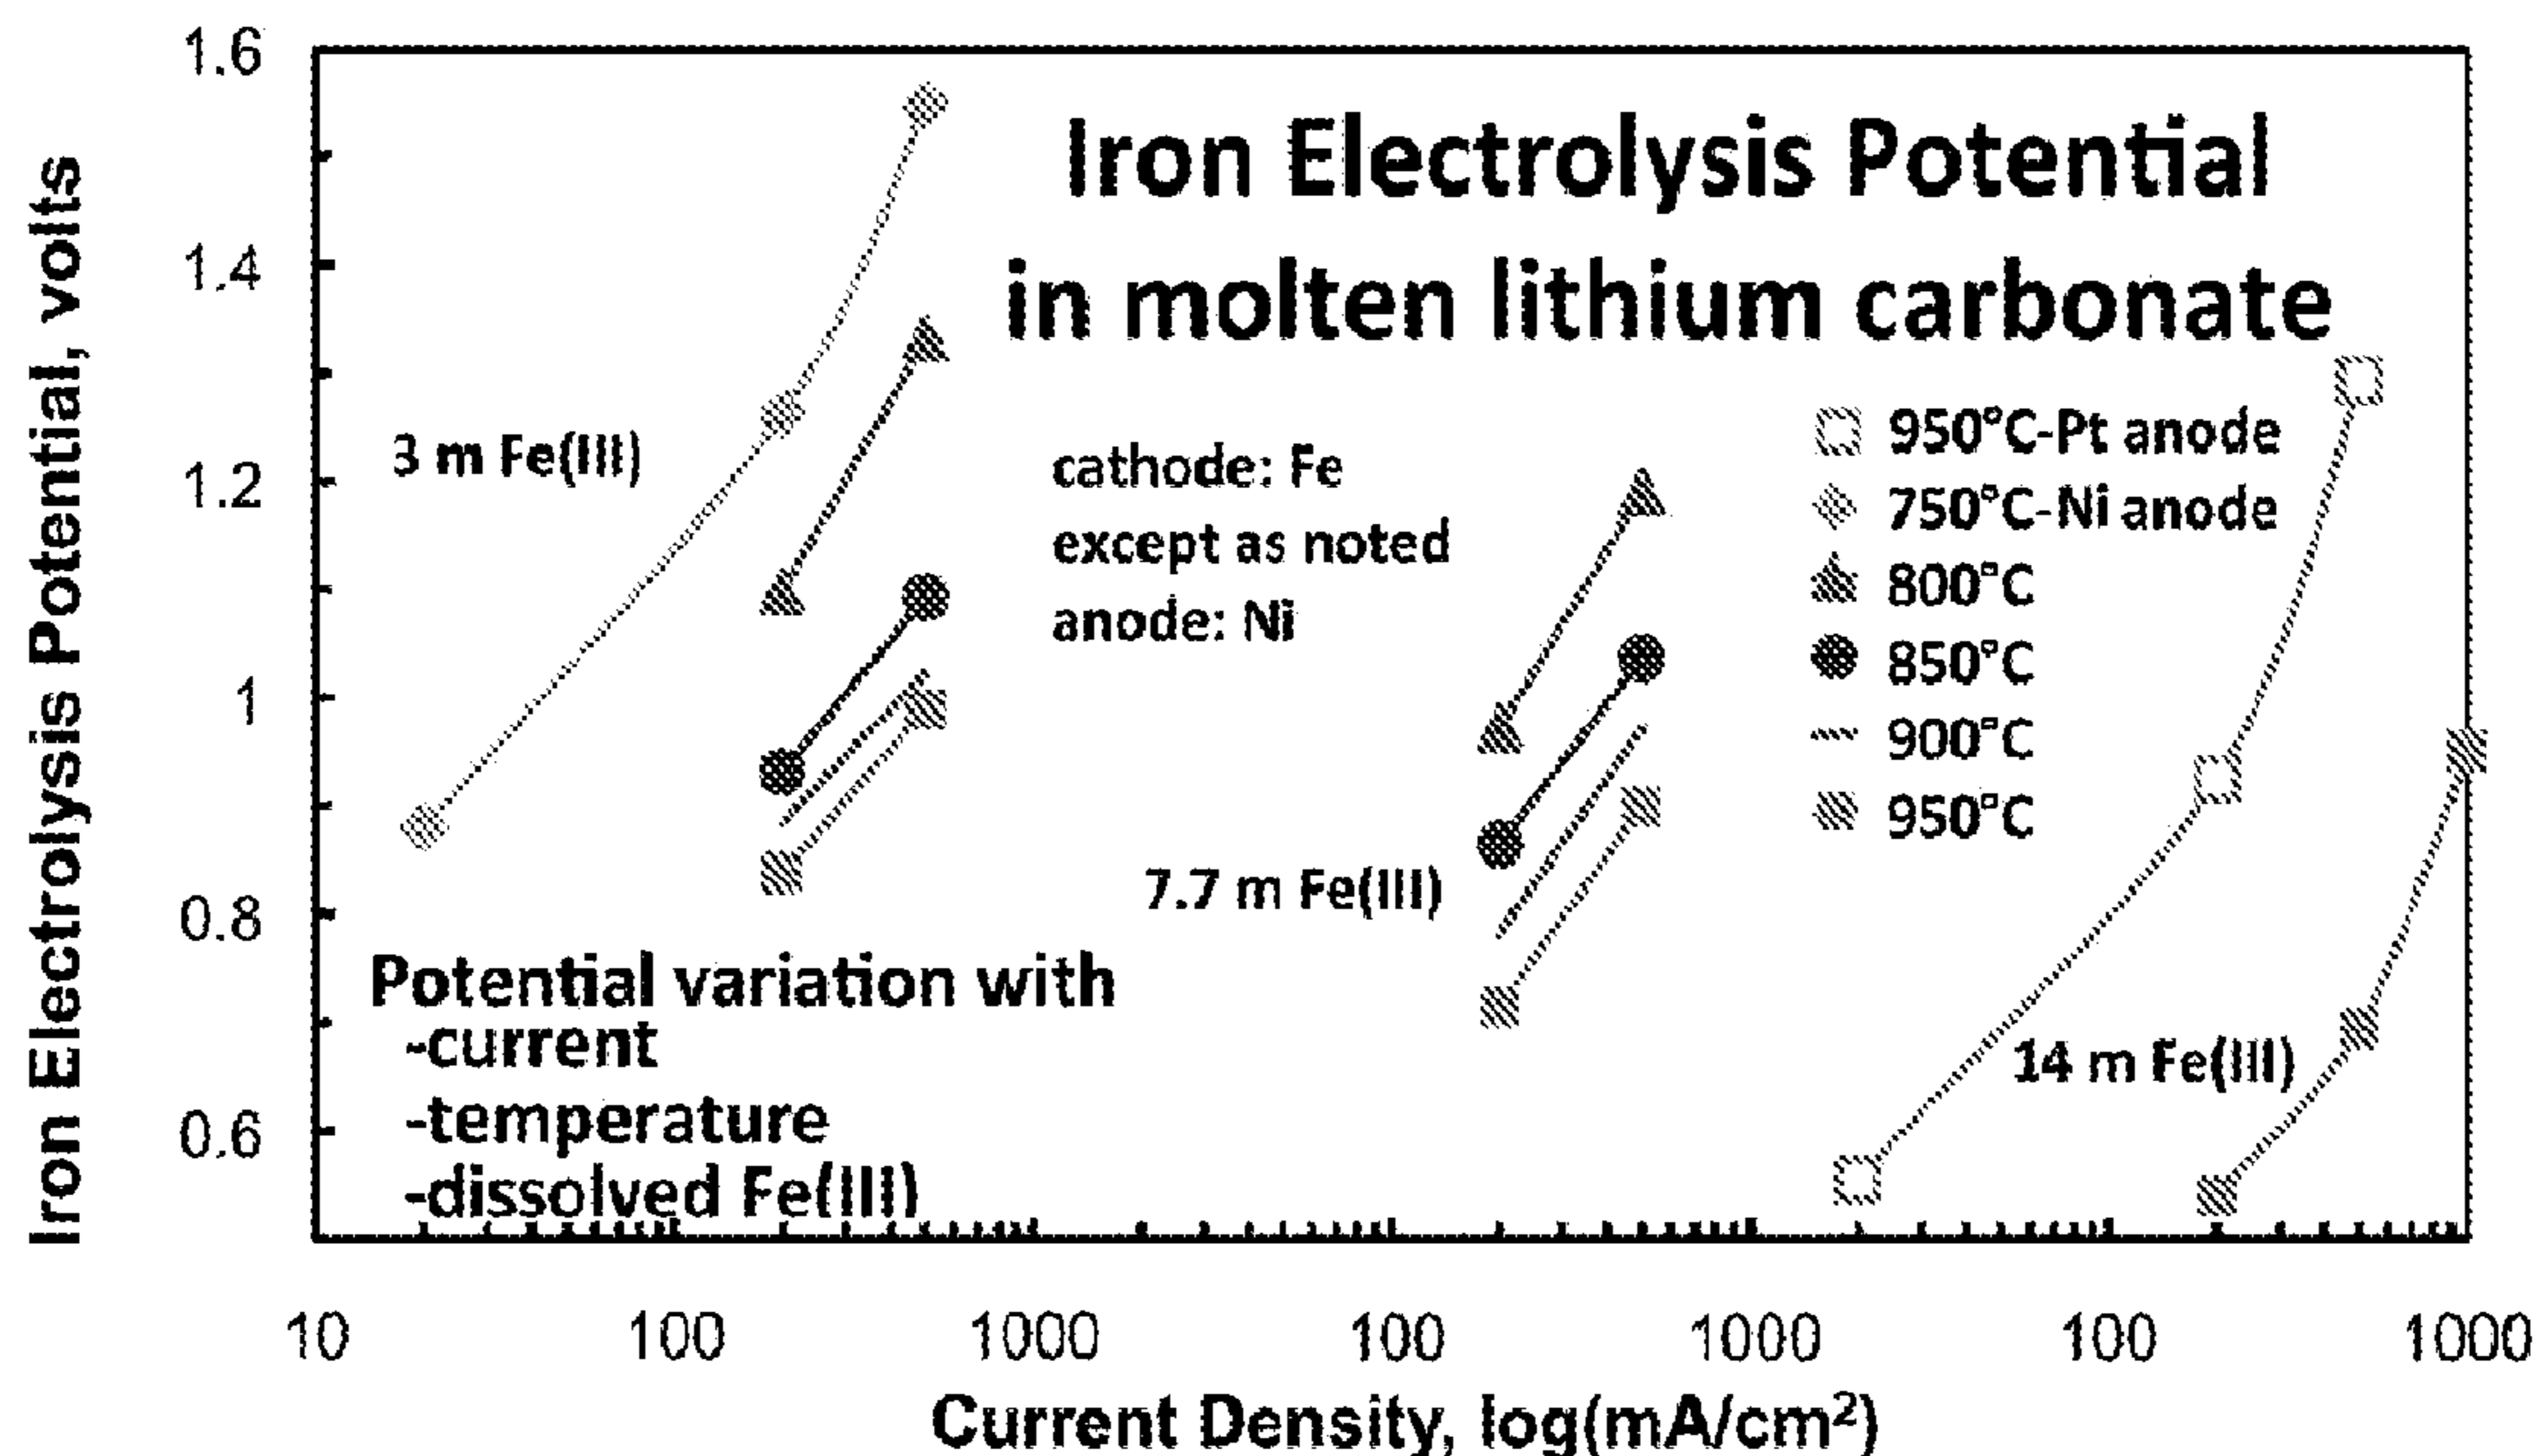 Iron Electrolysis Potential, volts
1.6
1.4
1.2
1
0.8
0.6
Iron Electrolysis Potential
in molten lithium carbonate
3 m Fe(III)
cathode: Fe
except as noted
anode: Ni
950°C-Pt anode
750°C-Ni anode
800°C
850°C
900°C
950°C
7.7 m Fe(III)
14 m Fe(III)
Potential variation with
-current
-temperature
-dissolved Fe(III)
10 100 1000 100 1000 100 1000
Current Density, log(mA/cm²)